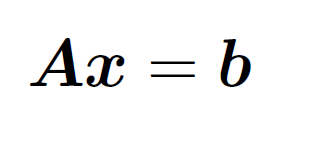 Ax = b